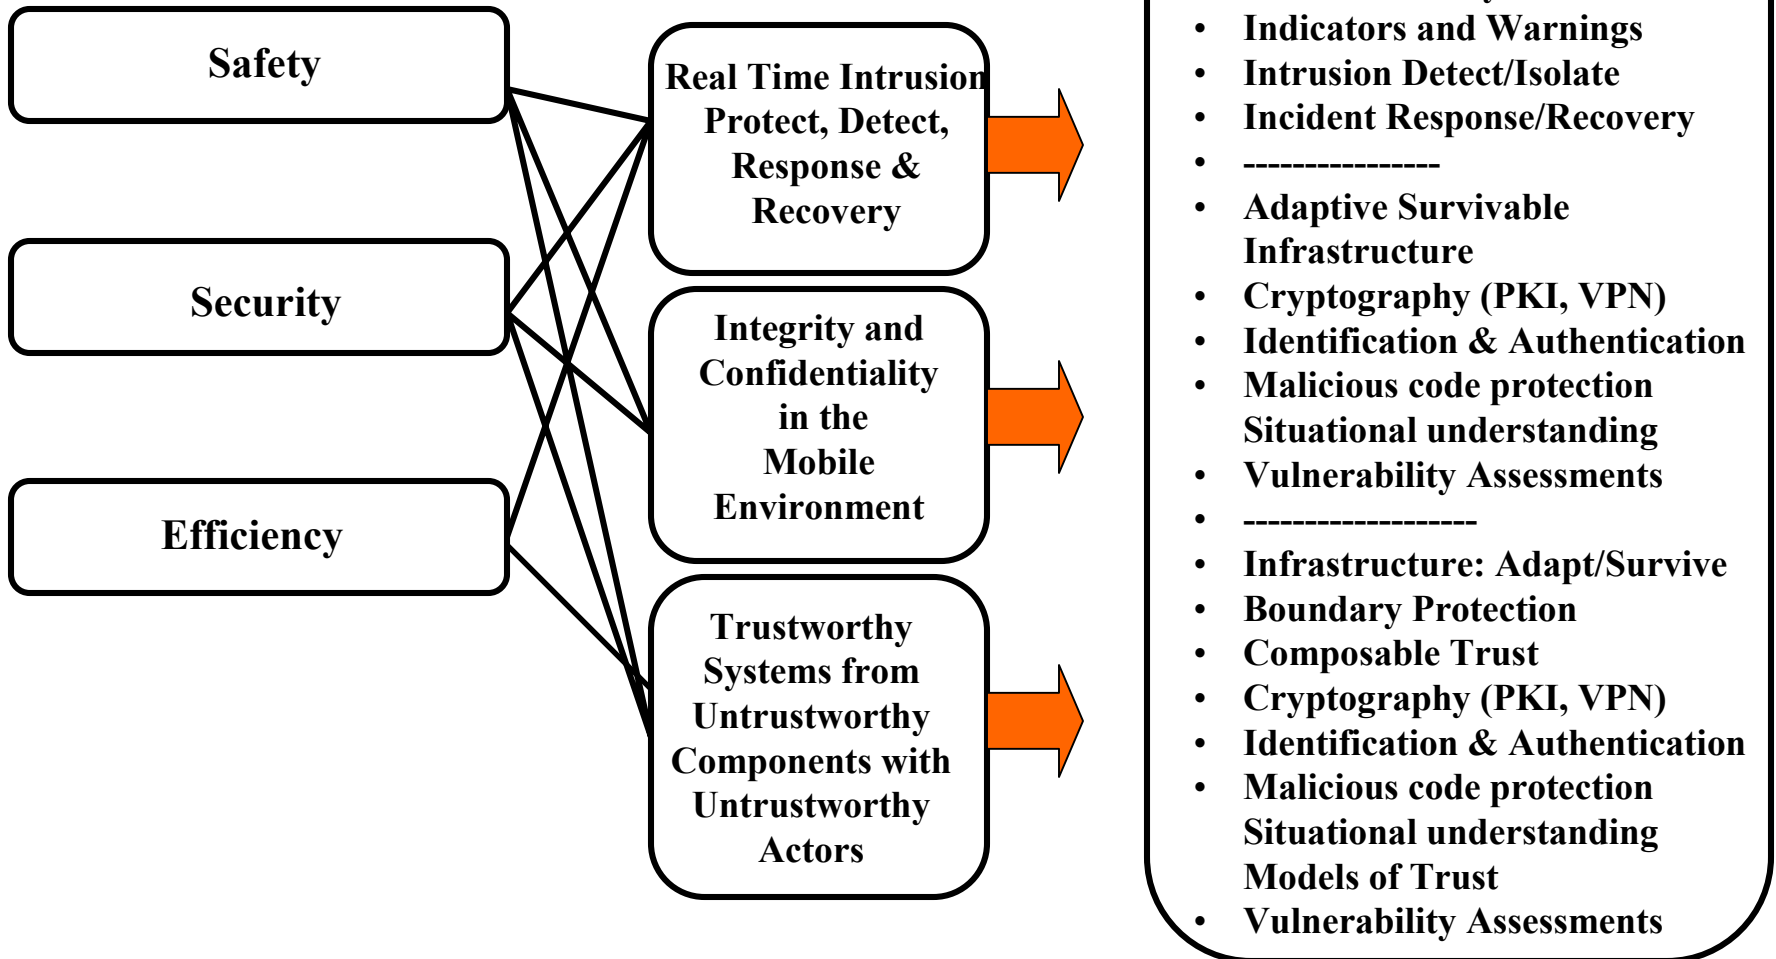 Safety
Security
Efficiency
Real Time Intrusion
Protect, Detect,
Response &
Recovery
Integrity and
Confidentiality
in the
Mobile
Environment
Trustworthy
Systems from
Untrustworthy
Components with
Untrustworthy
Actors
• Indicators and Warnings
• Intrusion Detect/Isolate
• Incident Response/Recovery
• ----------------
• Adaptive Survivable
Infrastructure
• Cryptography (PKI, VPN)
• Identification & Authentication
• Malicious code protection
Situational understanding
• Vulnerability Assessments
• -------------------
• Infrastructure: Adapt/Survive
• Boundary Protection
• Composable Trust
• Cryptography (PKI, VPN)
• Identification & Authentication
• Malicious code protection
Situational understanding
Models of Trust
• Vulnerability Assessments